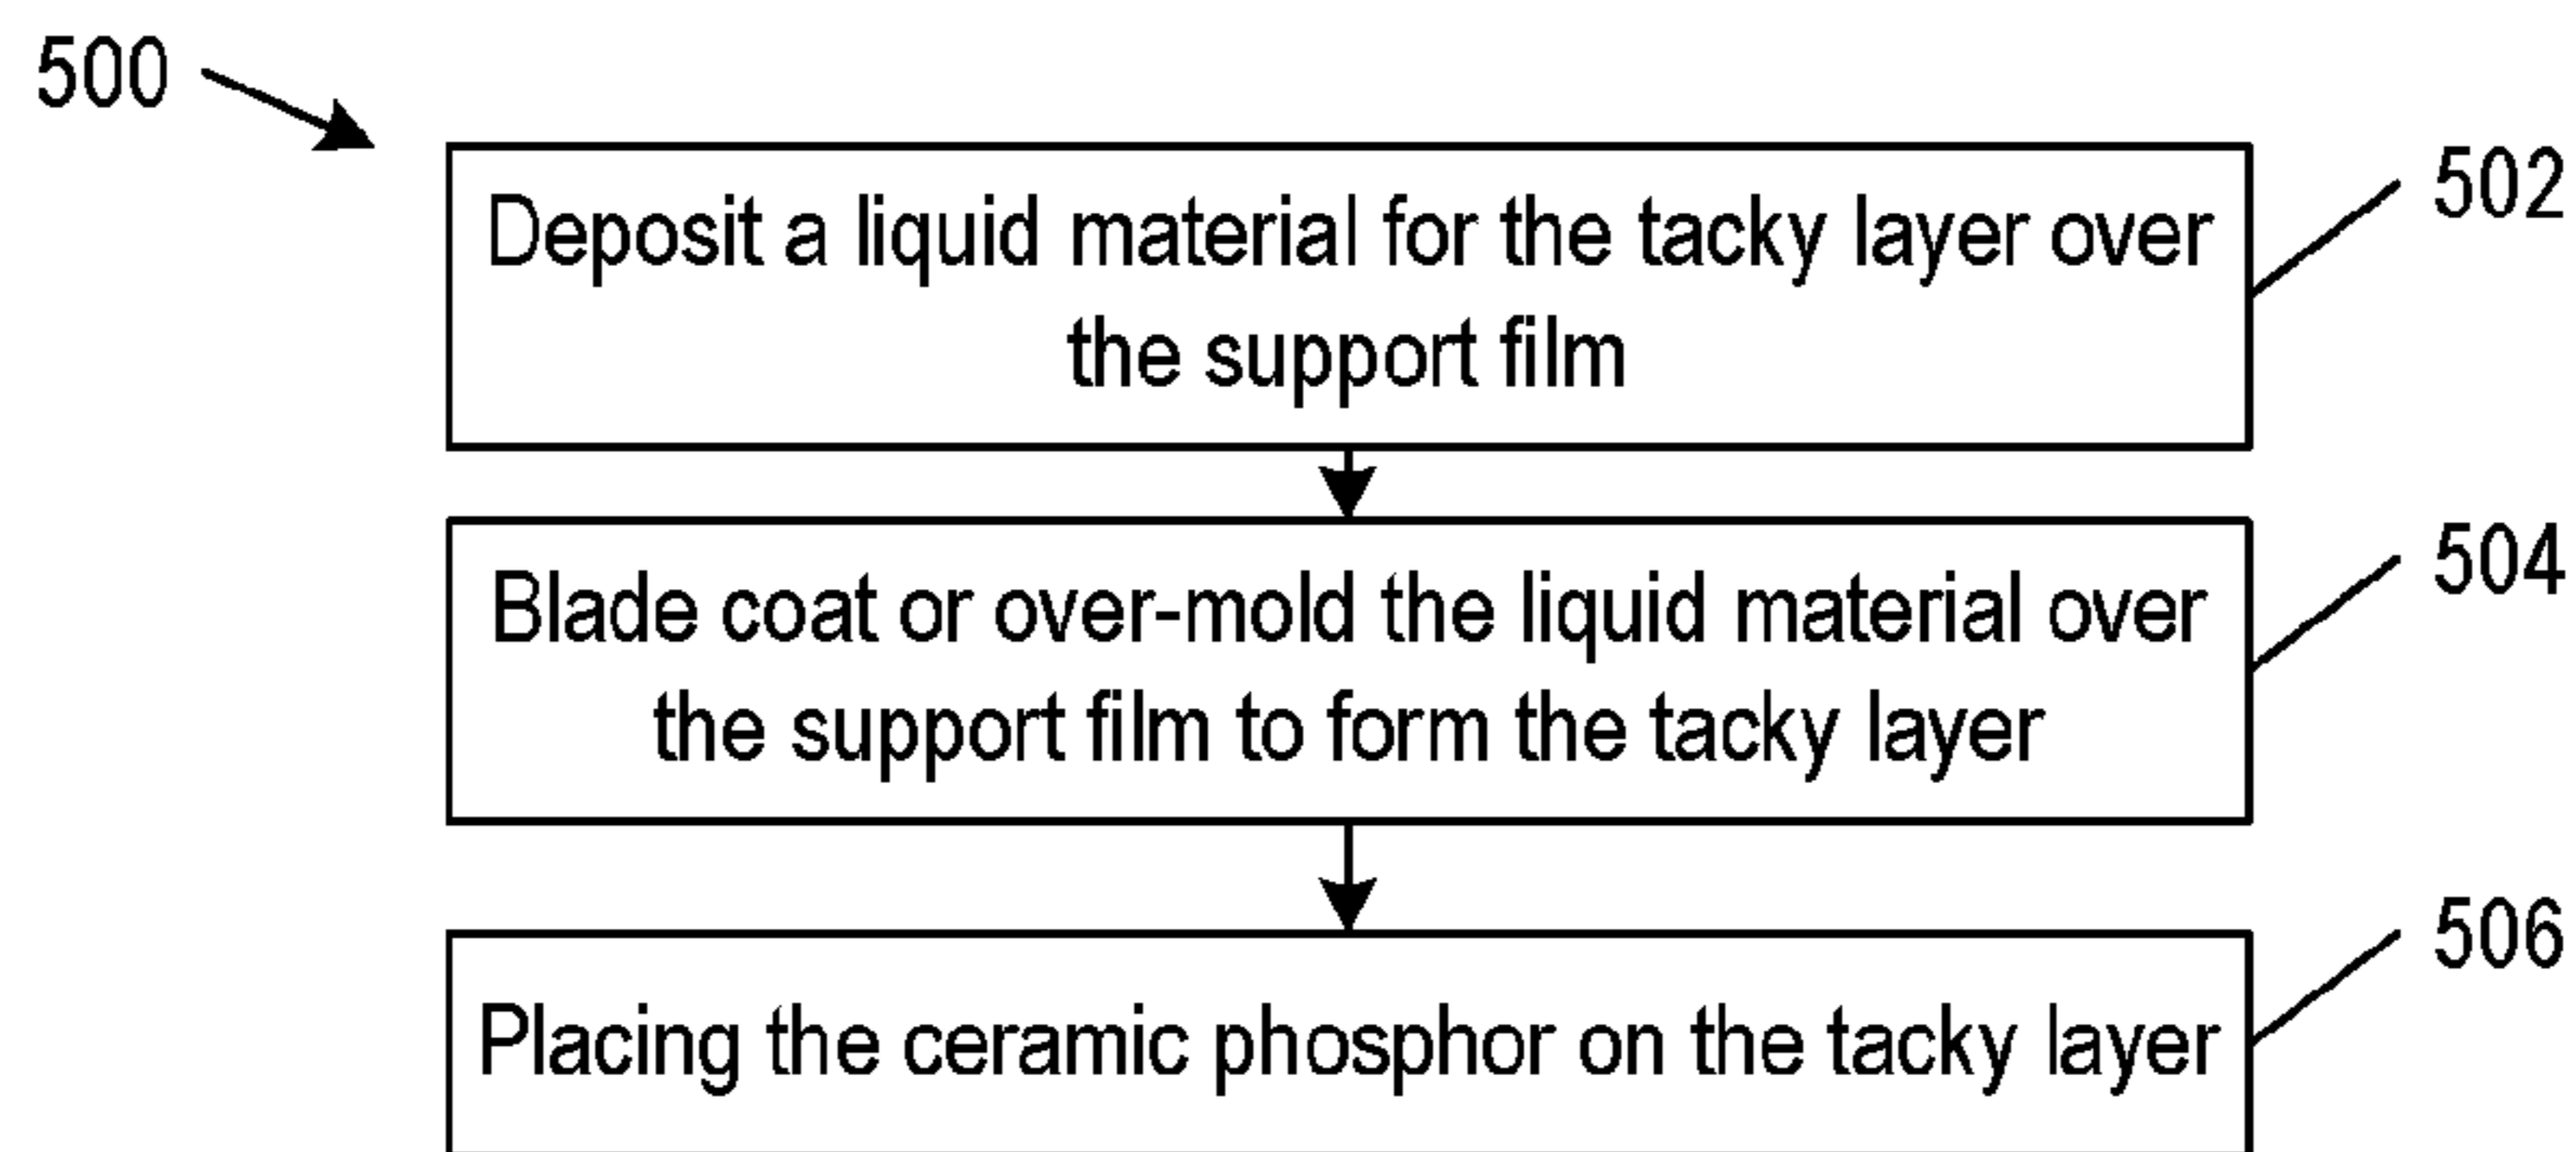 500
502
Deposit a liquid material for the tacky layer over
the support film
504
Blade coat or over-mold the liquid material over
the support film to form the tacky layer
506
Placing the ceramic phosphor on the tacky layer